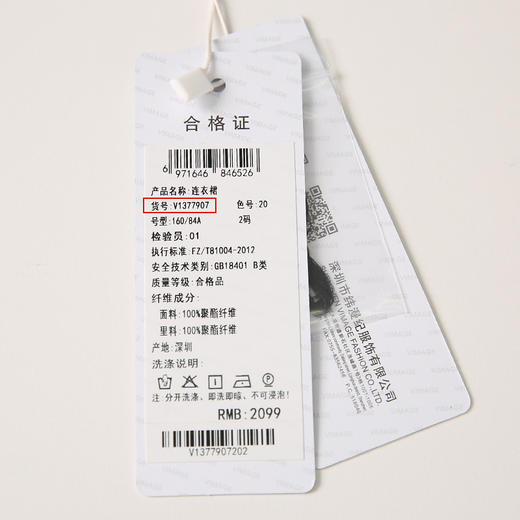 合格证
6 971646 846526
产品名称:连衣裙
货号:V1377907 色号:20
号型:160/84A 2码
检验员:01
执行标准:FZ/T81004-2012
安全技术类别:GB18401 B类
质量等级:合格品
纤维成分:
面料:100%聚酯纤维
里料:100%聚酯纤维
产地:深圳
洗涤说明:
注:分开洗涤、即洗即晾、不可浸泡!
RMB:2099
V1377907202
深圳市纬漫纪服饰有限公司
SHENZHEN VIMAGE FASHION CO.,LTD.